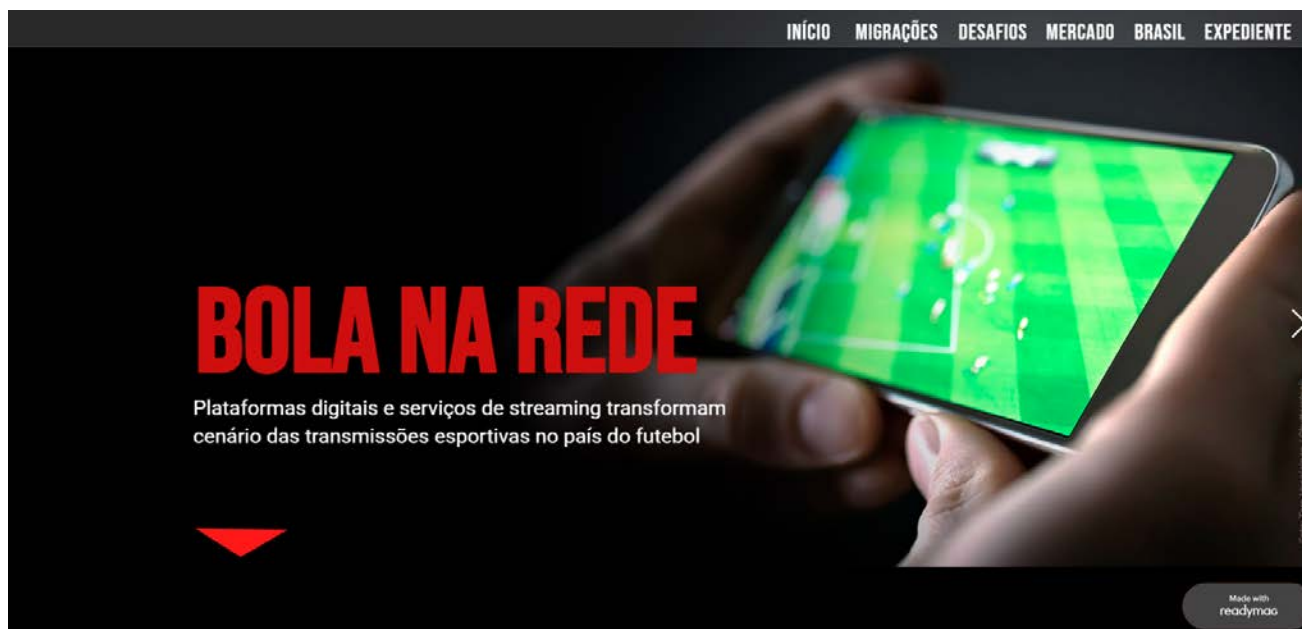 INÍCIO MIGRAÇÕES DESAFIOS MERCADO BRASIL EXPEDIENTE
BOLA NA REDE
Plataformas digitais e serviços de streaming transformam
cenário das transmissões esportivas no país do futebol
Made with
readymag